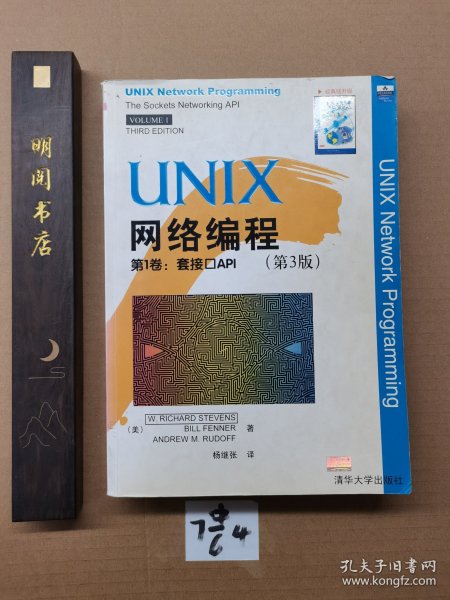 明阅书店
UNIX Network Programming
The Sockets Networking API
VOLUME 1
THIRD EDITION
UNIX
网络编程
第1卷：套接口API
（第3版）
UNIX Network Programming
（美）
W. RICHARD STEVENS
BILL FENNER 著
ANDREW M. RUDOFF
杨继张 译
清华大学出版社
孔夫子旧书网
www.kongfz.com